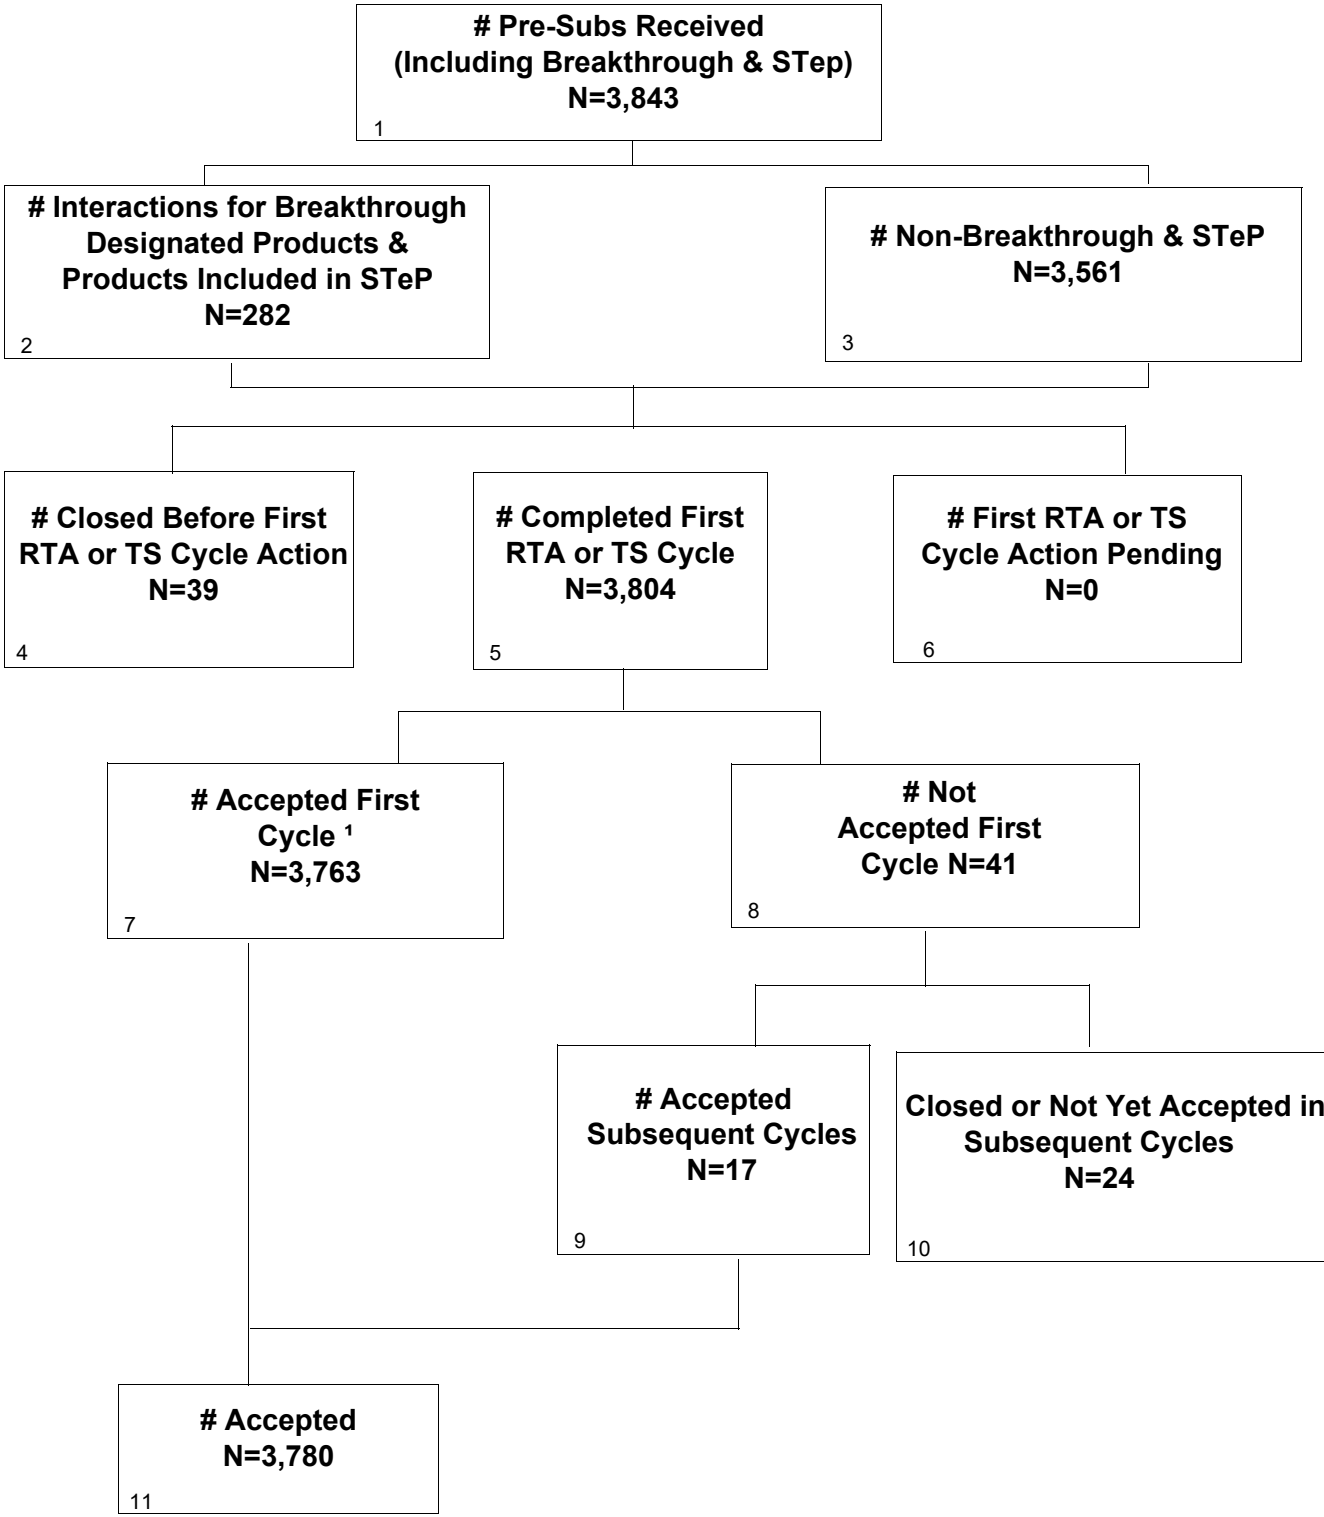 # Pre-Subs Received
(Including Breakthrough & STep)
N=3,843
1
# Interactions for Breakthrough
Designated Products &
Products Included in STeP
N=282
2
# Non-Breakthrough & STeP
N=3,561
3
# Closed Before First
RTA or TS Cycle Action
N=39
4
# Completed First
RTA or TS Cycle
N=3,804
5
# First RTA or TS
Cycle Action Pending
N=0
6
# Accepted First
Cycle ¹
N=3,763
7
# Not
Accepted First
Cycle N=41
8
# Accepted
Subsequent Cycles
N=17
9
Closed or Not Yet Accepted in
Subsequent Cycles
N=24
10
# Accepted
N=3,780
11